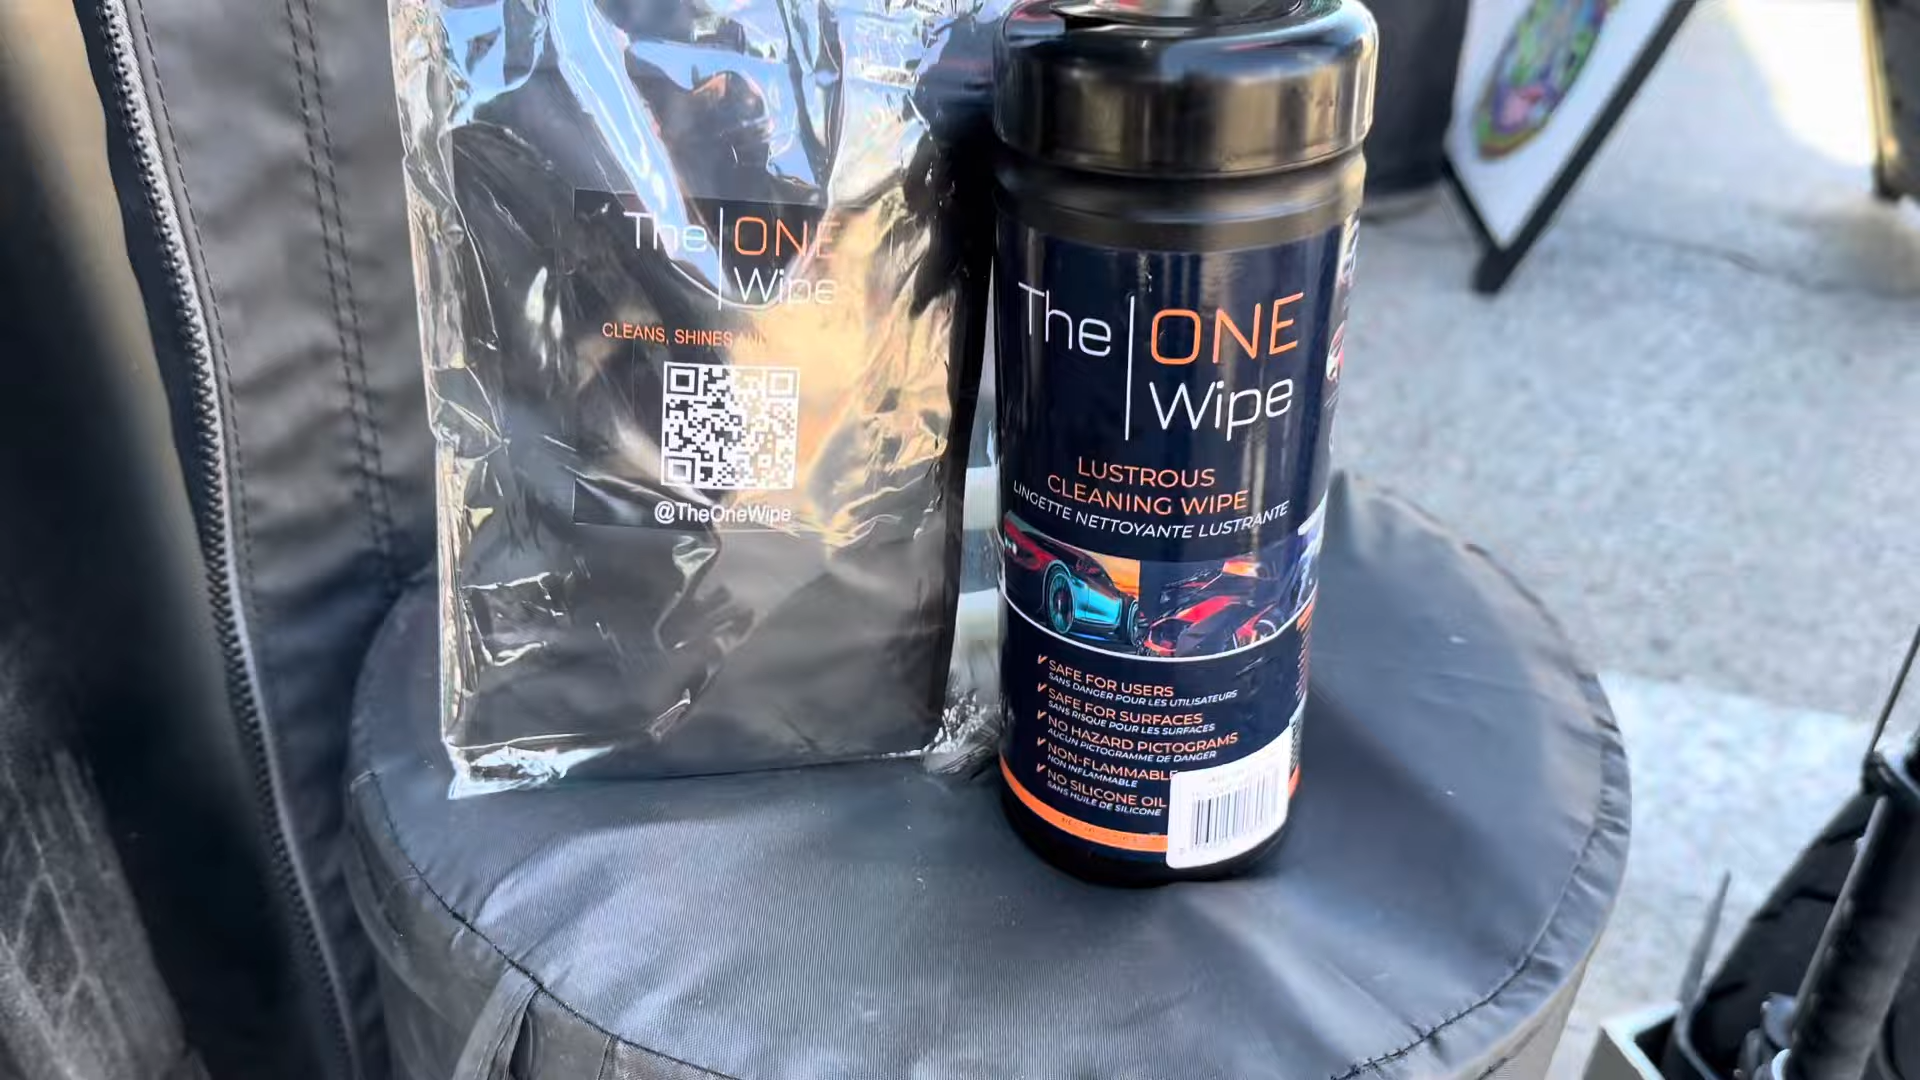 The | ONE
Wipe
CLEANS, SHINES AND
@TheOneWipe
The | ONE
Wipe
LUSTROUS
CLEANING WIPE
LINGETTE NETTOYANTE LUSTRANTE
✓ SAFE FOR USERS
SANS DANGER POUR LES UTILISATEURS
✓ SAFE FOR SURFACES
SANS RISQUE POUR LES SURFACES
✓ NO HAZARD PICTOGRAMS
AUCUN PICTOGRAMME DE DANGER
✓ NON-FLAMMABLE
NON INFLAMMABLE
✓ NO SILICONE OIL
SANS HUILE DE SILICONE